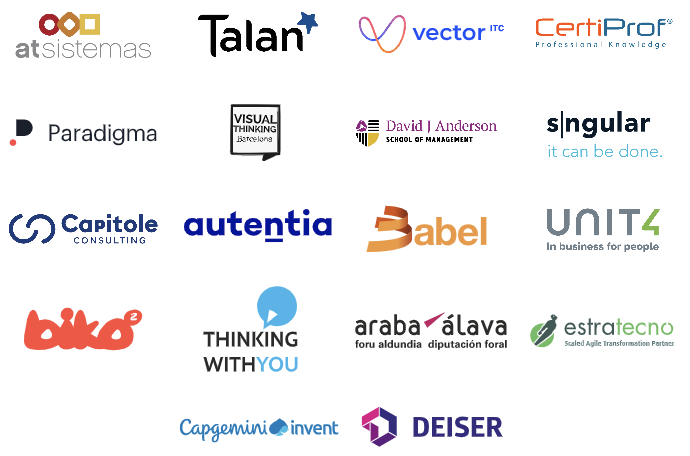 atsistemas
Talan
vector ITC
CertiProf®
Professional Knowledge
Paradigma
VISUAL
THINKING
Barcelona
David J Anderson
SCHOOL OF MANAGEMENT
sngular
it can be done.
Capitole
CONSULTING
autentia
Babel
UNIT4
In business for people
biko2
THINKING
WITHYOU
araba álava
foru aldundia diputación foral
estratecno
Scaled Agile Transformation Partner
Capgemini invent
DEISER